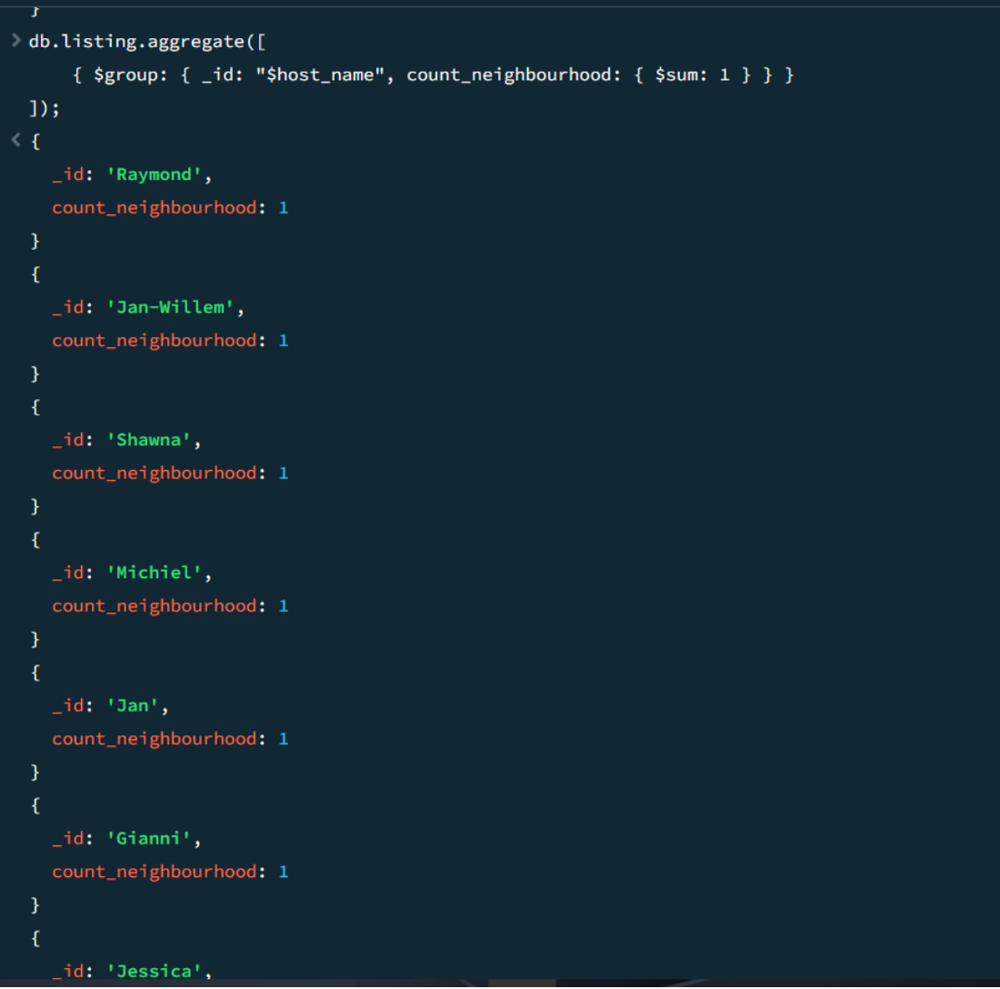 }
> db.listing.aggregate([
{ $group: { _id: "$host_name", count_neighbourhood: { $sum: 1 } } }
]);
< {
_id: 'Raymond',
count_neighbourhood: 1
}
{
_id: 'Jan-Willem',
count_neighbourhood: 1
}
{
_id: 'Shawna',
count_neighbourhood: 1
}
{
_id: 'Michiel',
count_neighbourhood: 1
}
{
_id: 'Jan',
count_neighbourhood: 1
}
{
_id: 'Gianni',
count_neighbourhood: 1
}
{
_id: 'Jessica',